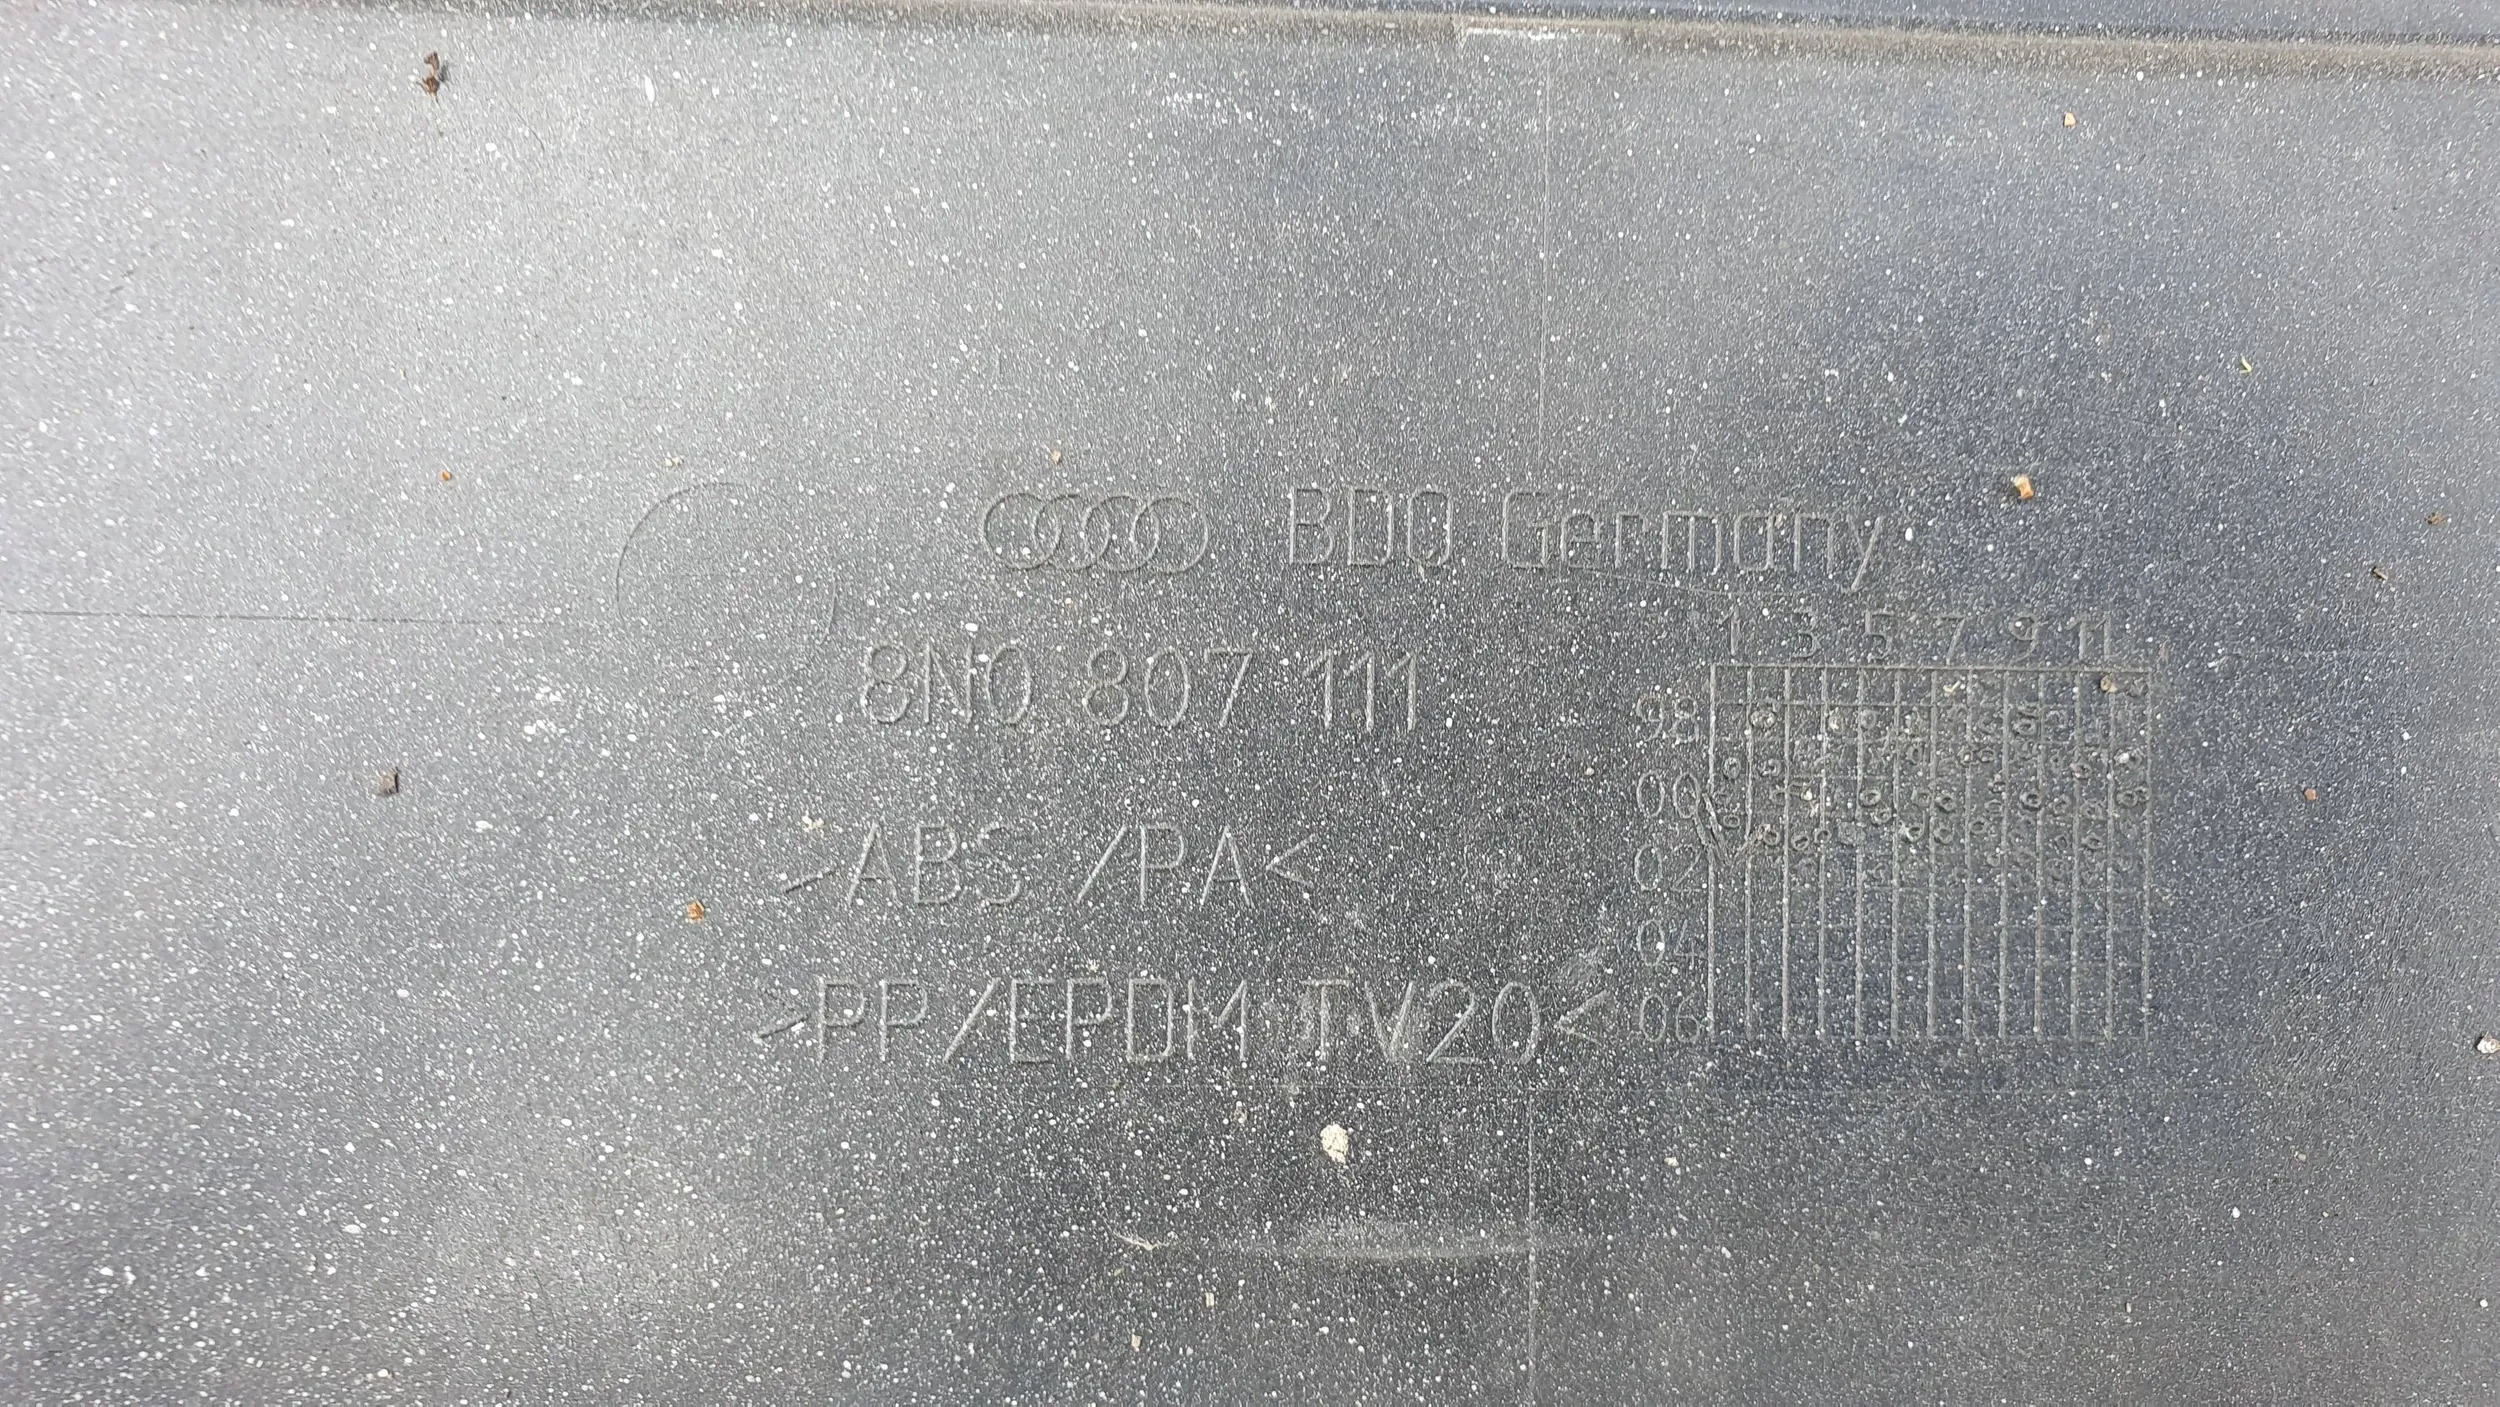 BDO Germany
8N0 807 111
>ABS /PA<
>PP/EPDM TV20<
1 3 5 7 9 11
98
00
02
04
06